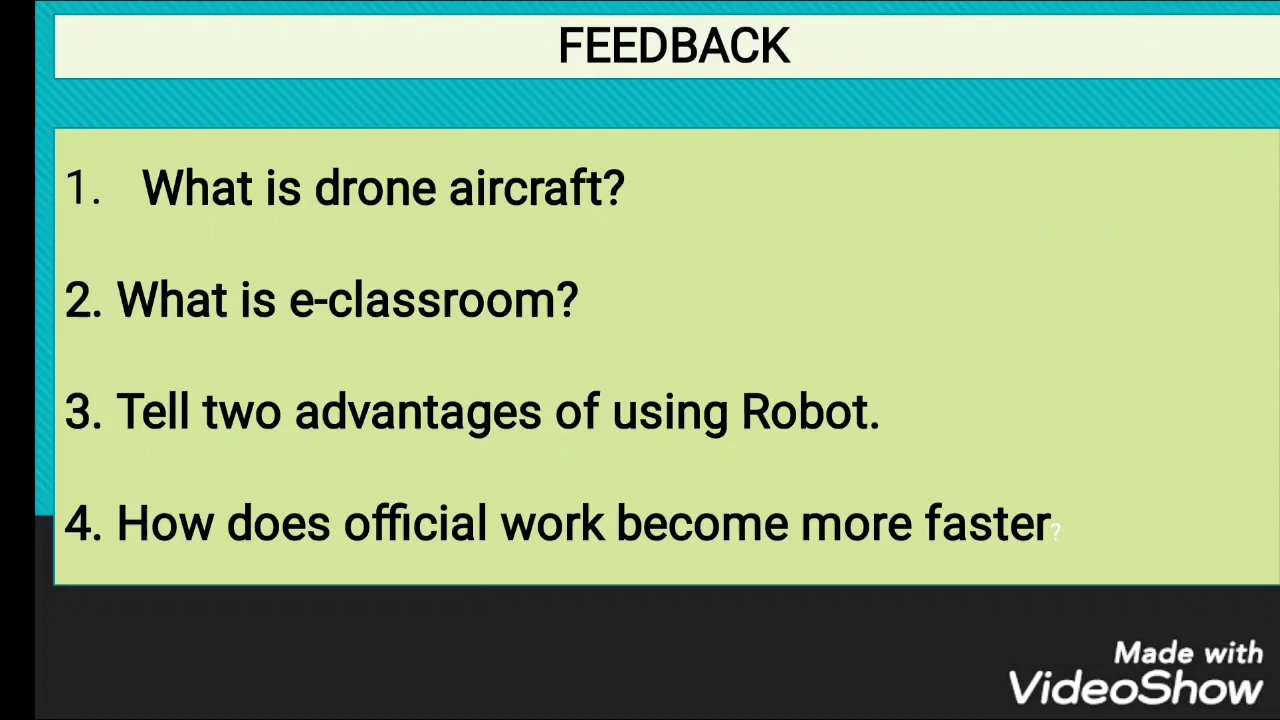 FEEDBACK
1. What is drone aircraft?
2. What is e-classroom?
3. Tell two advantages of using Robot.
4. How does official work become more faster?
Made with
VideoShow